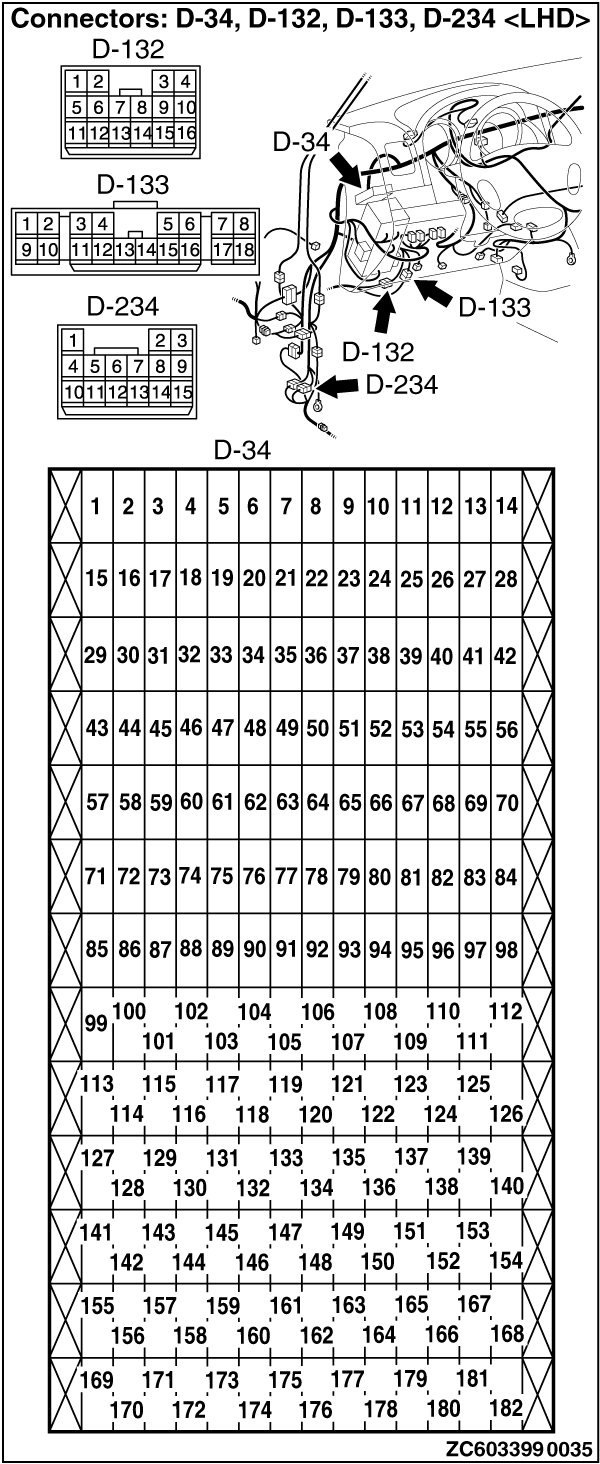 Connectors: D-34, D-132, D-133, D-234 <LHD>
D-132
1 2 3 4
5 6 7 8 9 10
11 12 13 14 15 16
D-133
1 2 3 4 5 6 7 8
9 10 11 12 13 14 15 16 17 18
D-234
1 2 3
4 5 6 7 8 9
10 11 12 13 14 15
D-34
D-133
D-132
D-234
D-34
1 2 3 4 5 6 7 8 9 10 11 12 13 14
15 16 17 18 19 20 21 22 23 24 25 26 27 28
29 30 31 32 33 34 35 36 37 38 39 40 41 42
43 44 45 46 47 48 49 50 51 52 53 54 55 56
57 58 59 60 61 62 63 64 65 66 67 68 69 70
71 72 73 74 75 76 77 78 79 80 81 82 83 84
85 86 87 88 89 90 91 92 93 94 95 96 97 98
99 100 101 102 103 104 105 106 107 108 109 110 111 112
113 114 115 116 117 118 119 120 121 122 123 124 125 126
127 128 129 130 131 132 133 134 135 136 137 138 139 140
141 142 143 144 145 146 147 148 149 150 151 152 153 154
155 156 157 158 159 160 161 162 163 164 165 166 167 168
169 170 171 172 173 174 175 176 177 178 179 180 181 182
ZC6033990035